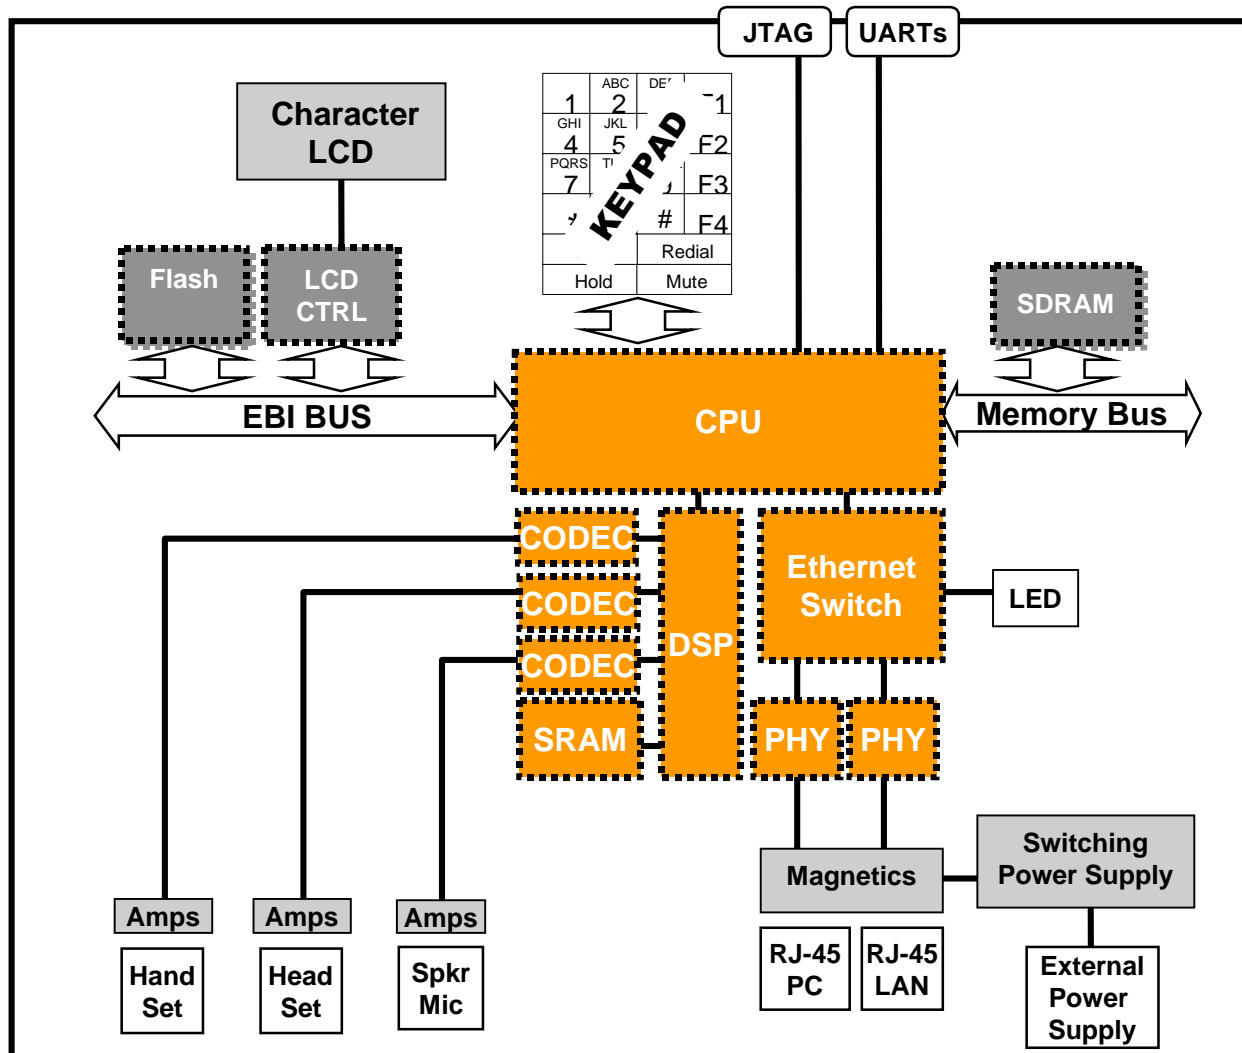 JTAG
UARTs
Character
LCD
ABC
1
2
1
GHI
JKL
4
5
F2
PQRS
7
F3
#
F4
KEYPAD
Redial
Hold
Mute
Flash
LCD
CTRL
SDRAM
EBI BUS
CPU
Memory Bus
CODEC
CODEC
CODEC
SRAM
DSP
Ethernet
Switch
LED
PHY
PHY
Magnetics
Switching
Power Supply
Amps
Amps
Amps
Hand
Set
Head
Set
Spkr
Mic
RJ-45
PC
RJ-45
LAN
External
Power
Supply